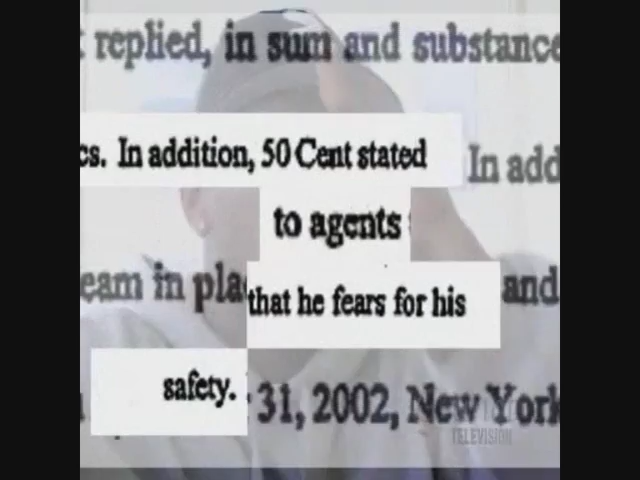 replied, in sum and substance
cs. In addition, 50 Cent stated
In add
to agents
eam in pla
that he fears for his
and
safety.
31, 2002, New York
TELEVISION